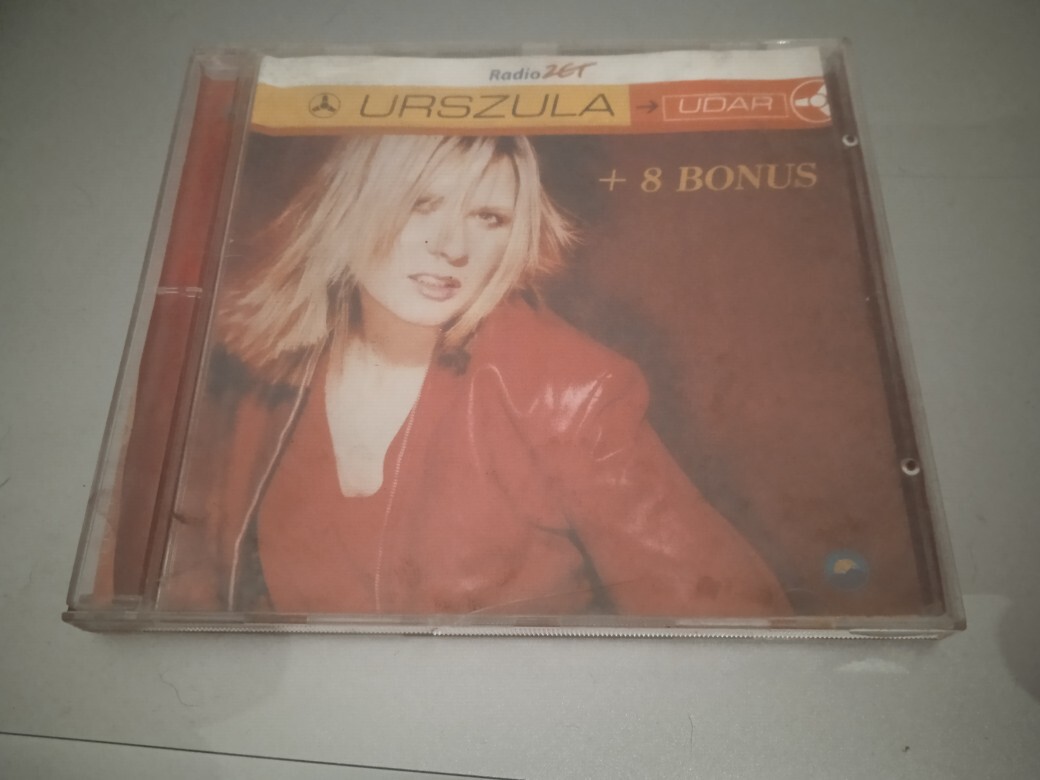 Radio ZET
URSZULA → UDAR
+ 8 BONUS